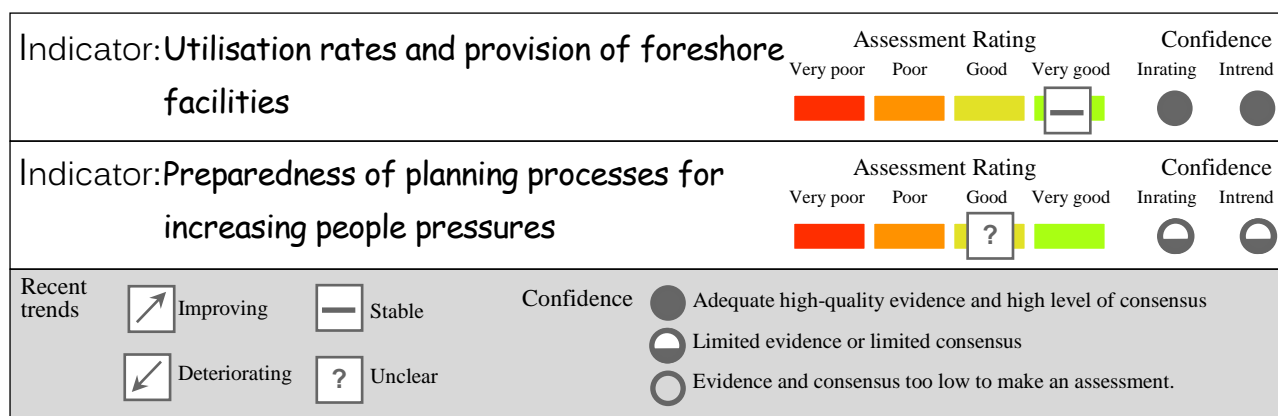 Indicator: Utilisation rates and provision of foreshore
facilities
Assessment Rating
Confidence
Very poor Poor Good Very good Inrating Intrend
Indicator: Preparedness of planning processes for
increasing people pressures
Assessment Rating
Confidence
Very poor Poor Good Very good Inrating Intrend
?
Recent
trends
Improving
Stable
Deteriorating
? Unclear
Confidence
Adequate high-quality evidence and high level of consensus
Limited evidence or limited consensus
Evidence and consensus too low to make an assessment.